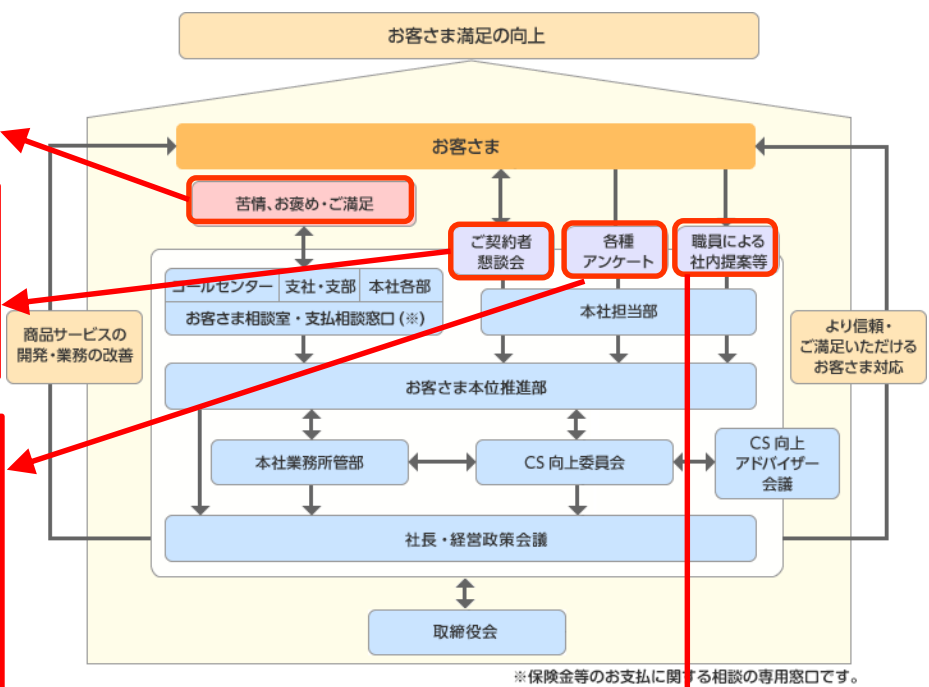 お客さま満足の向上
お客さま
苦情、お褒め・ご満足
ご契約者
懇談会
各種
アンケート
職員による
社内提案等
コールセンター
支社・支部
本社各部
お客さま相談室・支払相談窓口(※)
本社担当部
商品サービスの
開発・業務の改善
より信頼・
ご満足いただける
お客さま対応
お客さま本位推進部
本社業務所管部
CS向上委員会
CS向上
アドバイザー
会議
社長・経営政策会議
取締役会
※保険金等のお支払に関する相談の専用窓口です。